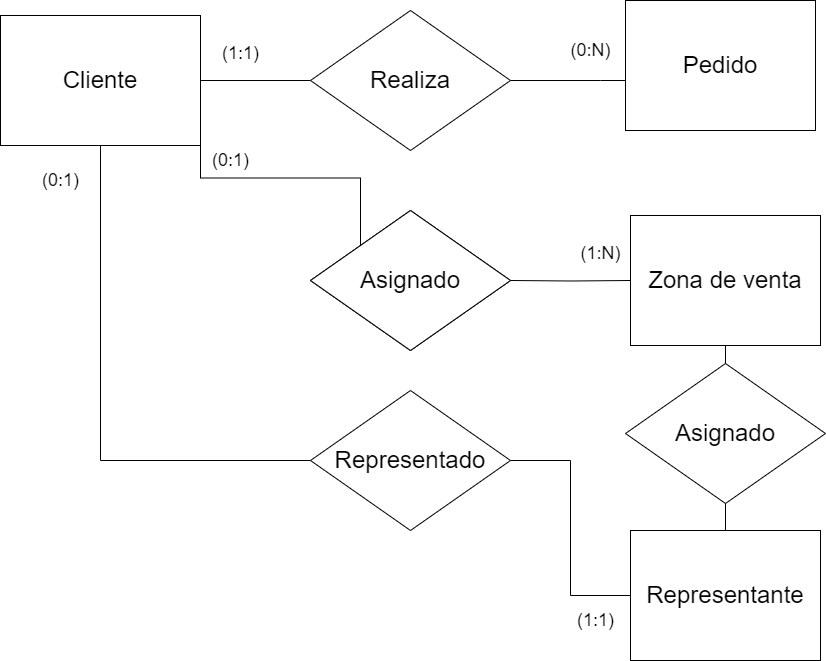 Cliente
(1:1)
Realiza
(0:N)
Pedido
(0:1)
(0:1)
Asignado
(1:N)
Zona de venta
Asignado
Representado
Representante
(1:1)